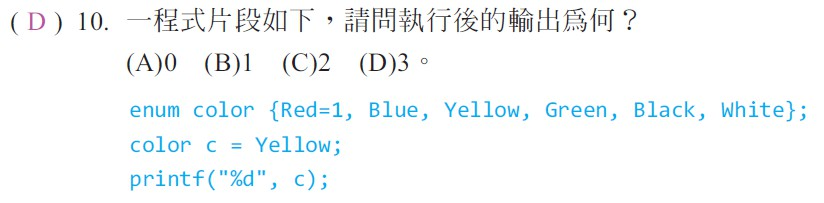 ( D ) 10. 一程式片段如下，請問執行後的輸出為何？
(A)0 (B)1 (C)2 (D)3。
enum color {Red=1, Blue, Yellow, Green, Black, White};
color c = Yellow;
printf("%d", c);